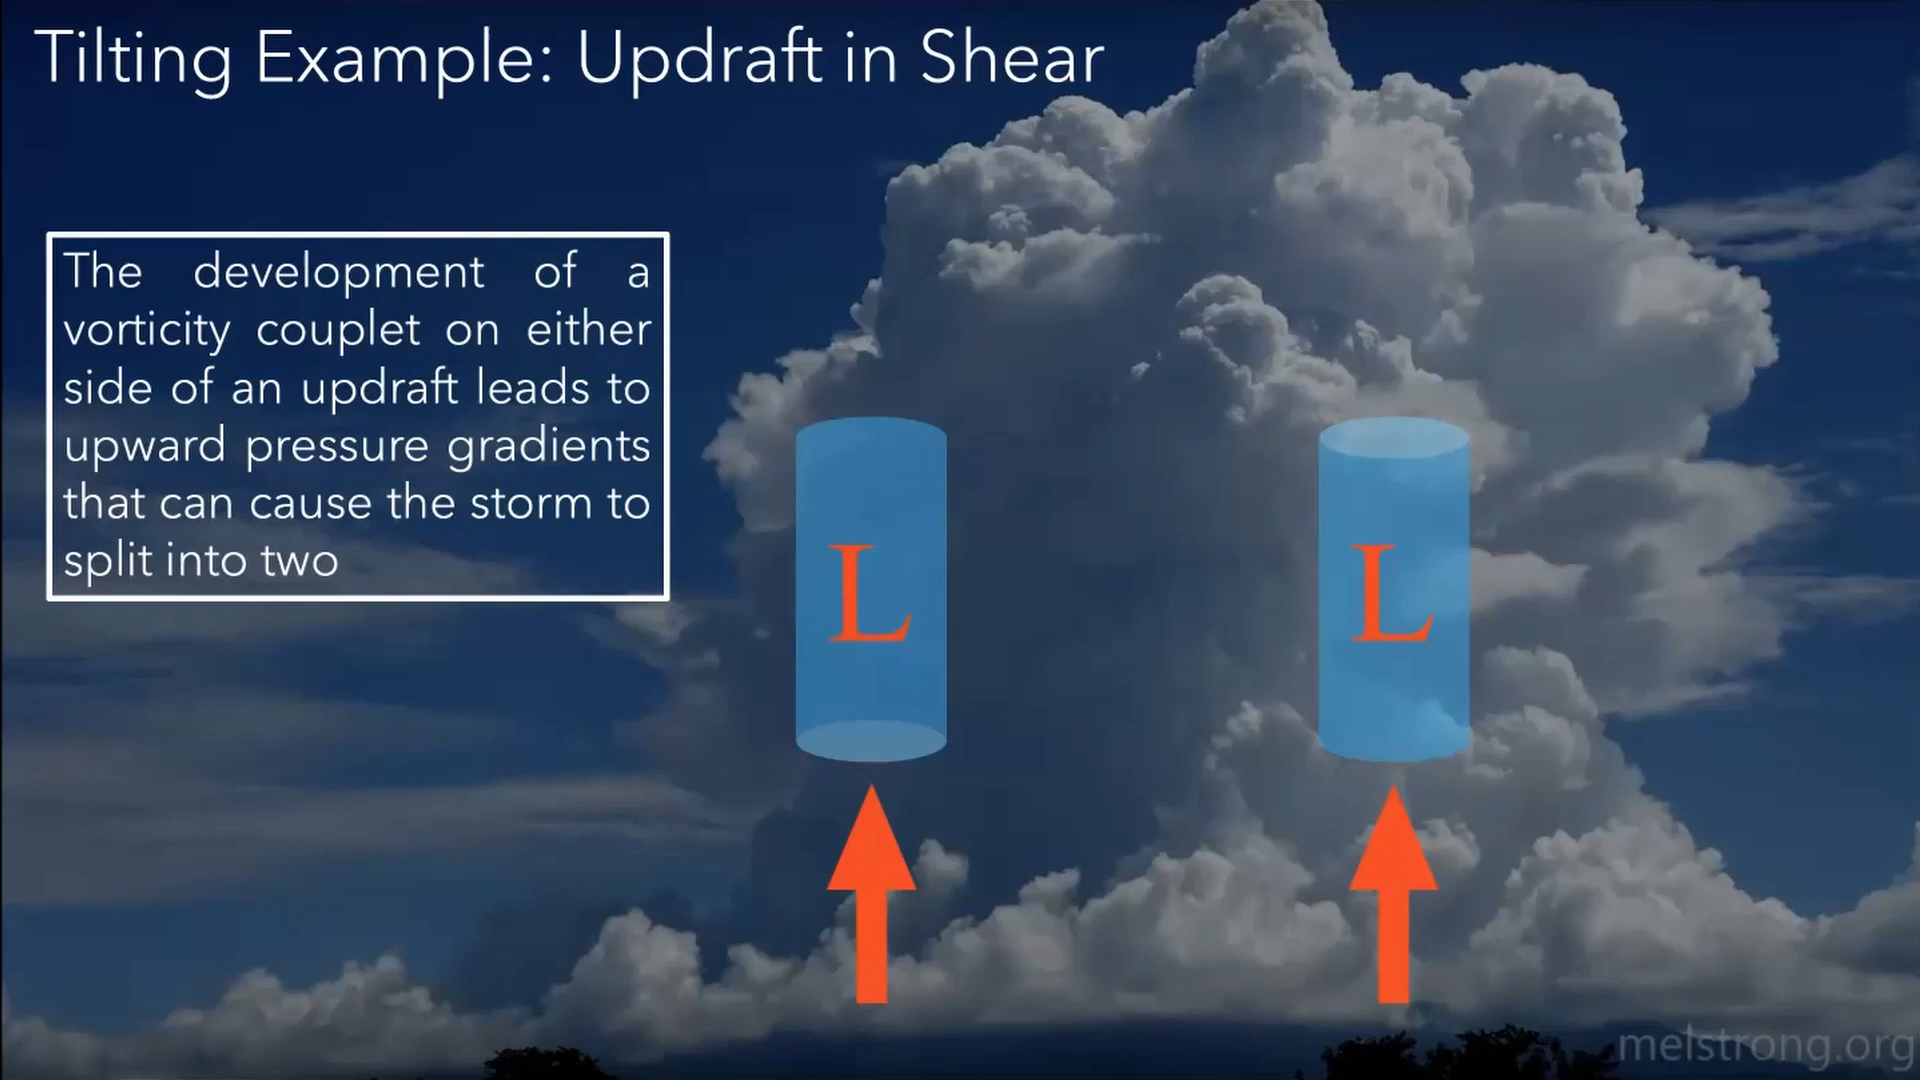 Tilting Example: Updraft in Shear
The development of a
vorticity couplet on either
side of an updraft leads to
upward pressure gradients
that can cause the storm to
split into two
L
L
melstrong.org